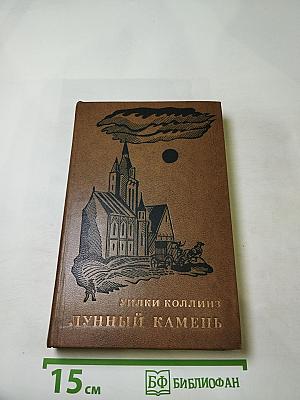 УИЛКИ КОЛЛИНЗ
ЛУННЫЙ КАМЕНЬ
15 см
БФ БИБЛИОФАН